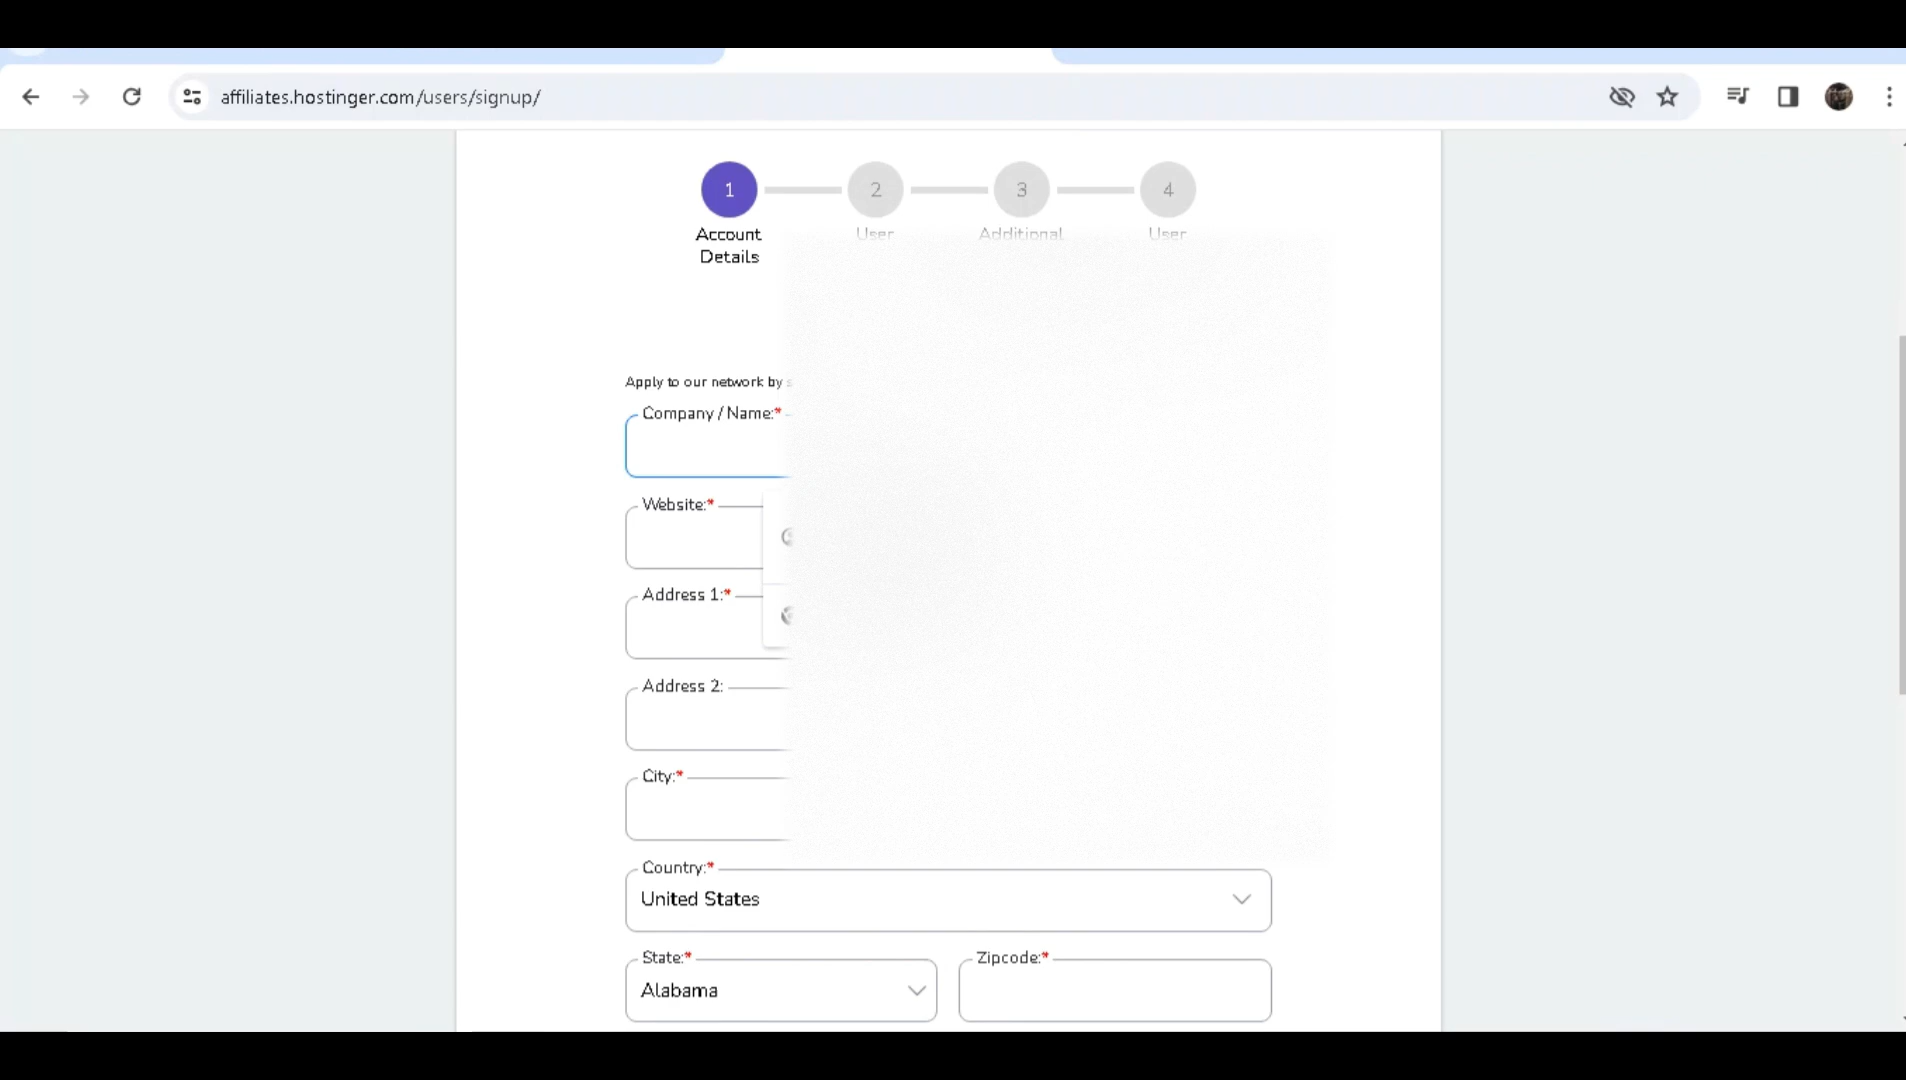 affiliates.hostinger.com/users/signup/
1
2
3
4
Account
Details
User
Additional
User
Apply to our network by
Company / Name:*
Website:*
Address 1:*
Address 2:
City:*
Country:*
United States
State:*
Zipcode:*
Alabama